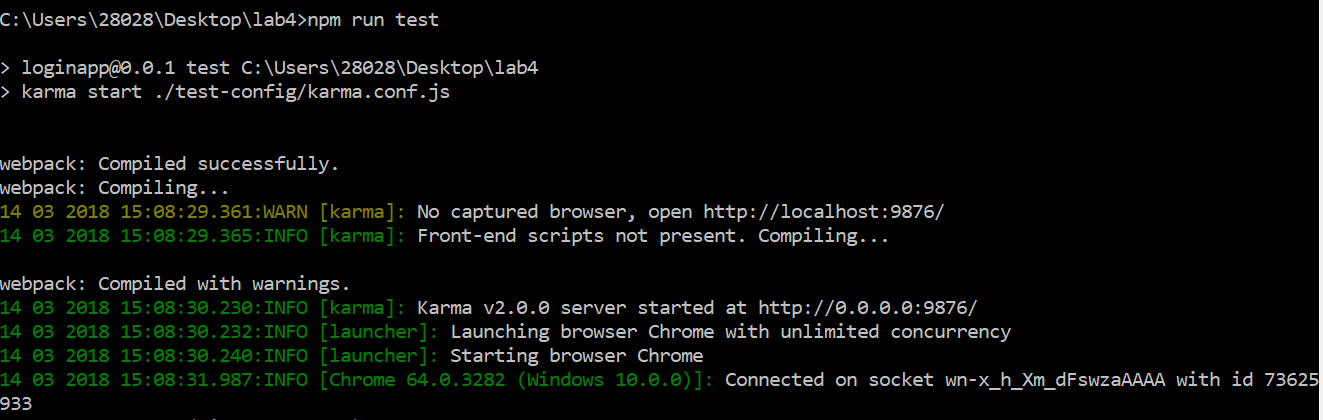 C:\Users\28028\Desktop\lab4>npm run test
> loginapp@0.0.1 test C:\Users\28028\Desktop\lab4
> karma start ./test-config/karma.conf.js
webpack: Compiled successfully.
webpack: Compiling...
14 03 2018 15:08:29.361:WARN [karma]: No captured browser, open http://localhost:9876/
14 03 2018 15:08:29.365:INFO [karma]: Front-end scripts not present. Compiling...
webpack: Compiled with warnings.
14 03 2018 15:08:30.230:INFO [karma]: Karma v2.0.0 server started at http://0.0.0.0:9876/
14 03 2018 15:08:30.232:INFO [launcher]: Launching browser Chrome with unlimited concurrency
14 03 2018 15:08:30.240:INFO [launcher]: Starting browser Chrome
14 03 2018 15:08:31.987:INFO [Chrome 64.0.3282 (Windows 10.0.0)]: Connected on socket wn-x_h_Xm_dFswzaAAAA with id 73625
933